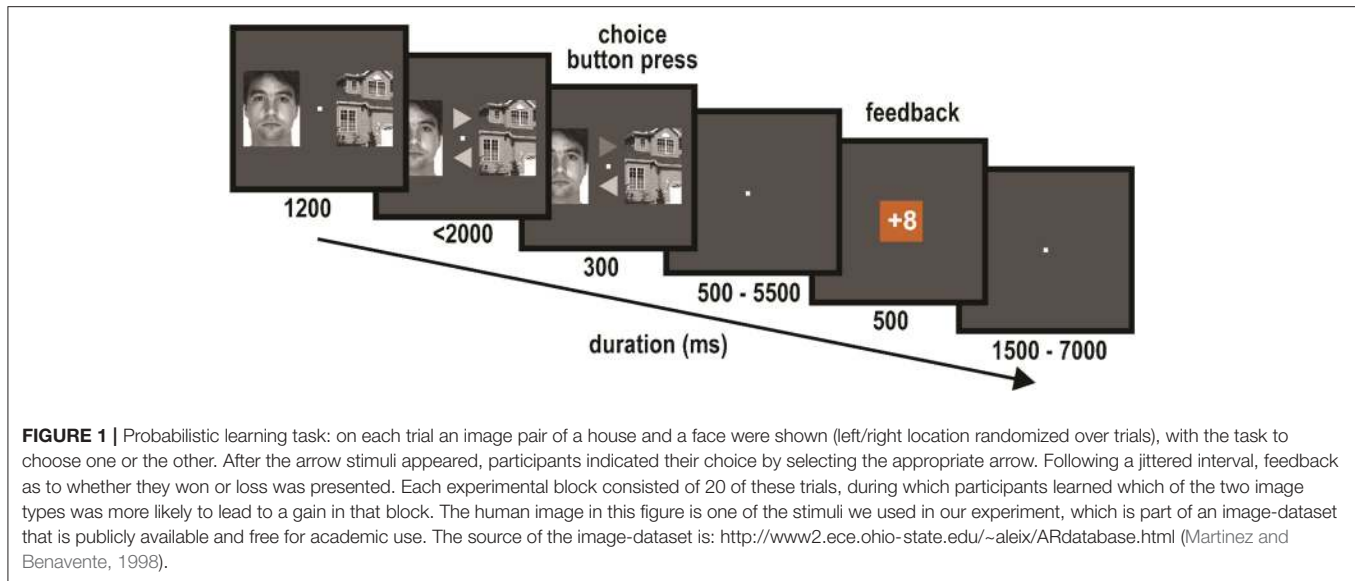 choice
button press
feedback
+8
1200
<2000
300
500 - 5500
500
1500 - 7000
duration (ms)
FIGURE 1 | Probabilistic learning task: on each trial an image pair of a house and a face were shown (left/right location randomized over trials), with the task to
choose one or the other. After the arrow stimuli appeared, participants indicated their choice by selecting the appropriate arrow. Following a jittered interval, feedback
as to whether they won or loss was presented. Each experimental block consisted of 20 of these trials, during which participants learned which of the two image
types was more likely to lead to a gain in that block. The human image in this figure is one of the stimuli we used in our experiment, which is part of an image-dataset
that is publicly available and free for academic use. The source of the image-dataset is: http://www2.ece.ohio-state.edu/~aleix/ARdatabase.html (Martinez and
Benavente, 1998).